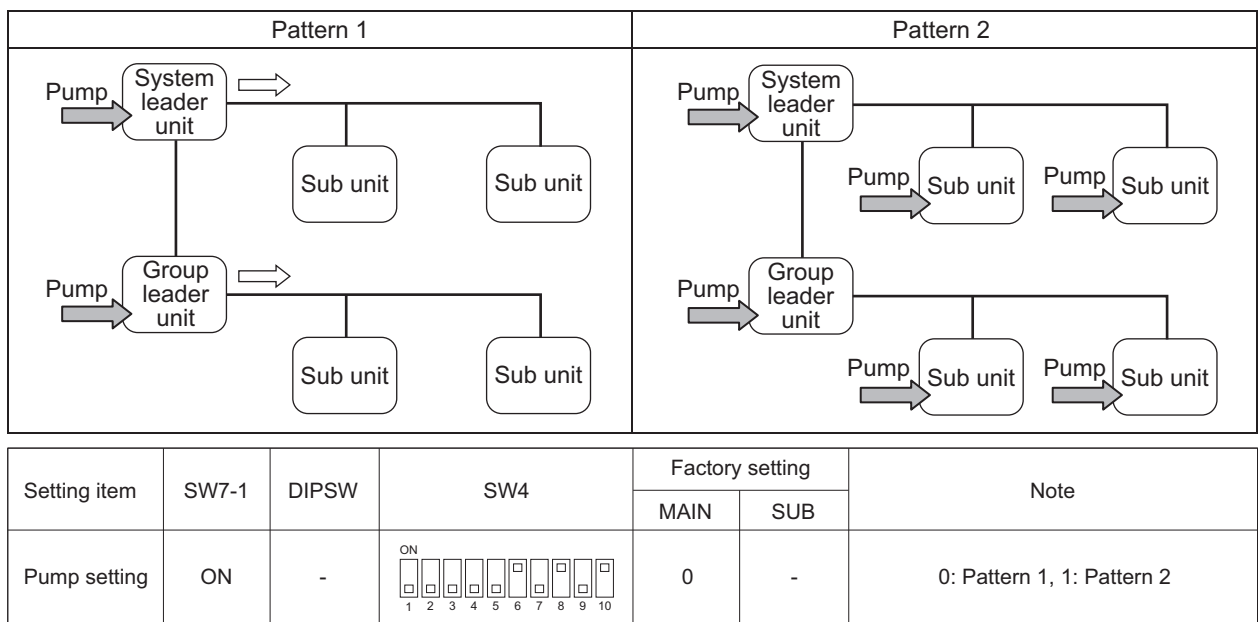 Pattern 1
Pattern 2
Pump
System
leader
unit
Sub unit
Sub unit
Pump
Group
leader
unit
Sub unit
Sub unit
Pump
System
leader
unit
Pump
Sub unit
Pump
Sub unit
Pump
Group
leader
unit
Pump
Sub unit
Pump
Sub unit
Setting item
SW7-1
DIPSW
SW4
Factory setting
MAIN
SUB
Note
Pump setting
ON
-
ON
1 2 3 4 5 6 7 8 9 10
0
-
0: Pattern 1, 1: Pattern 2